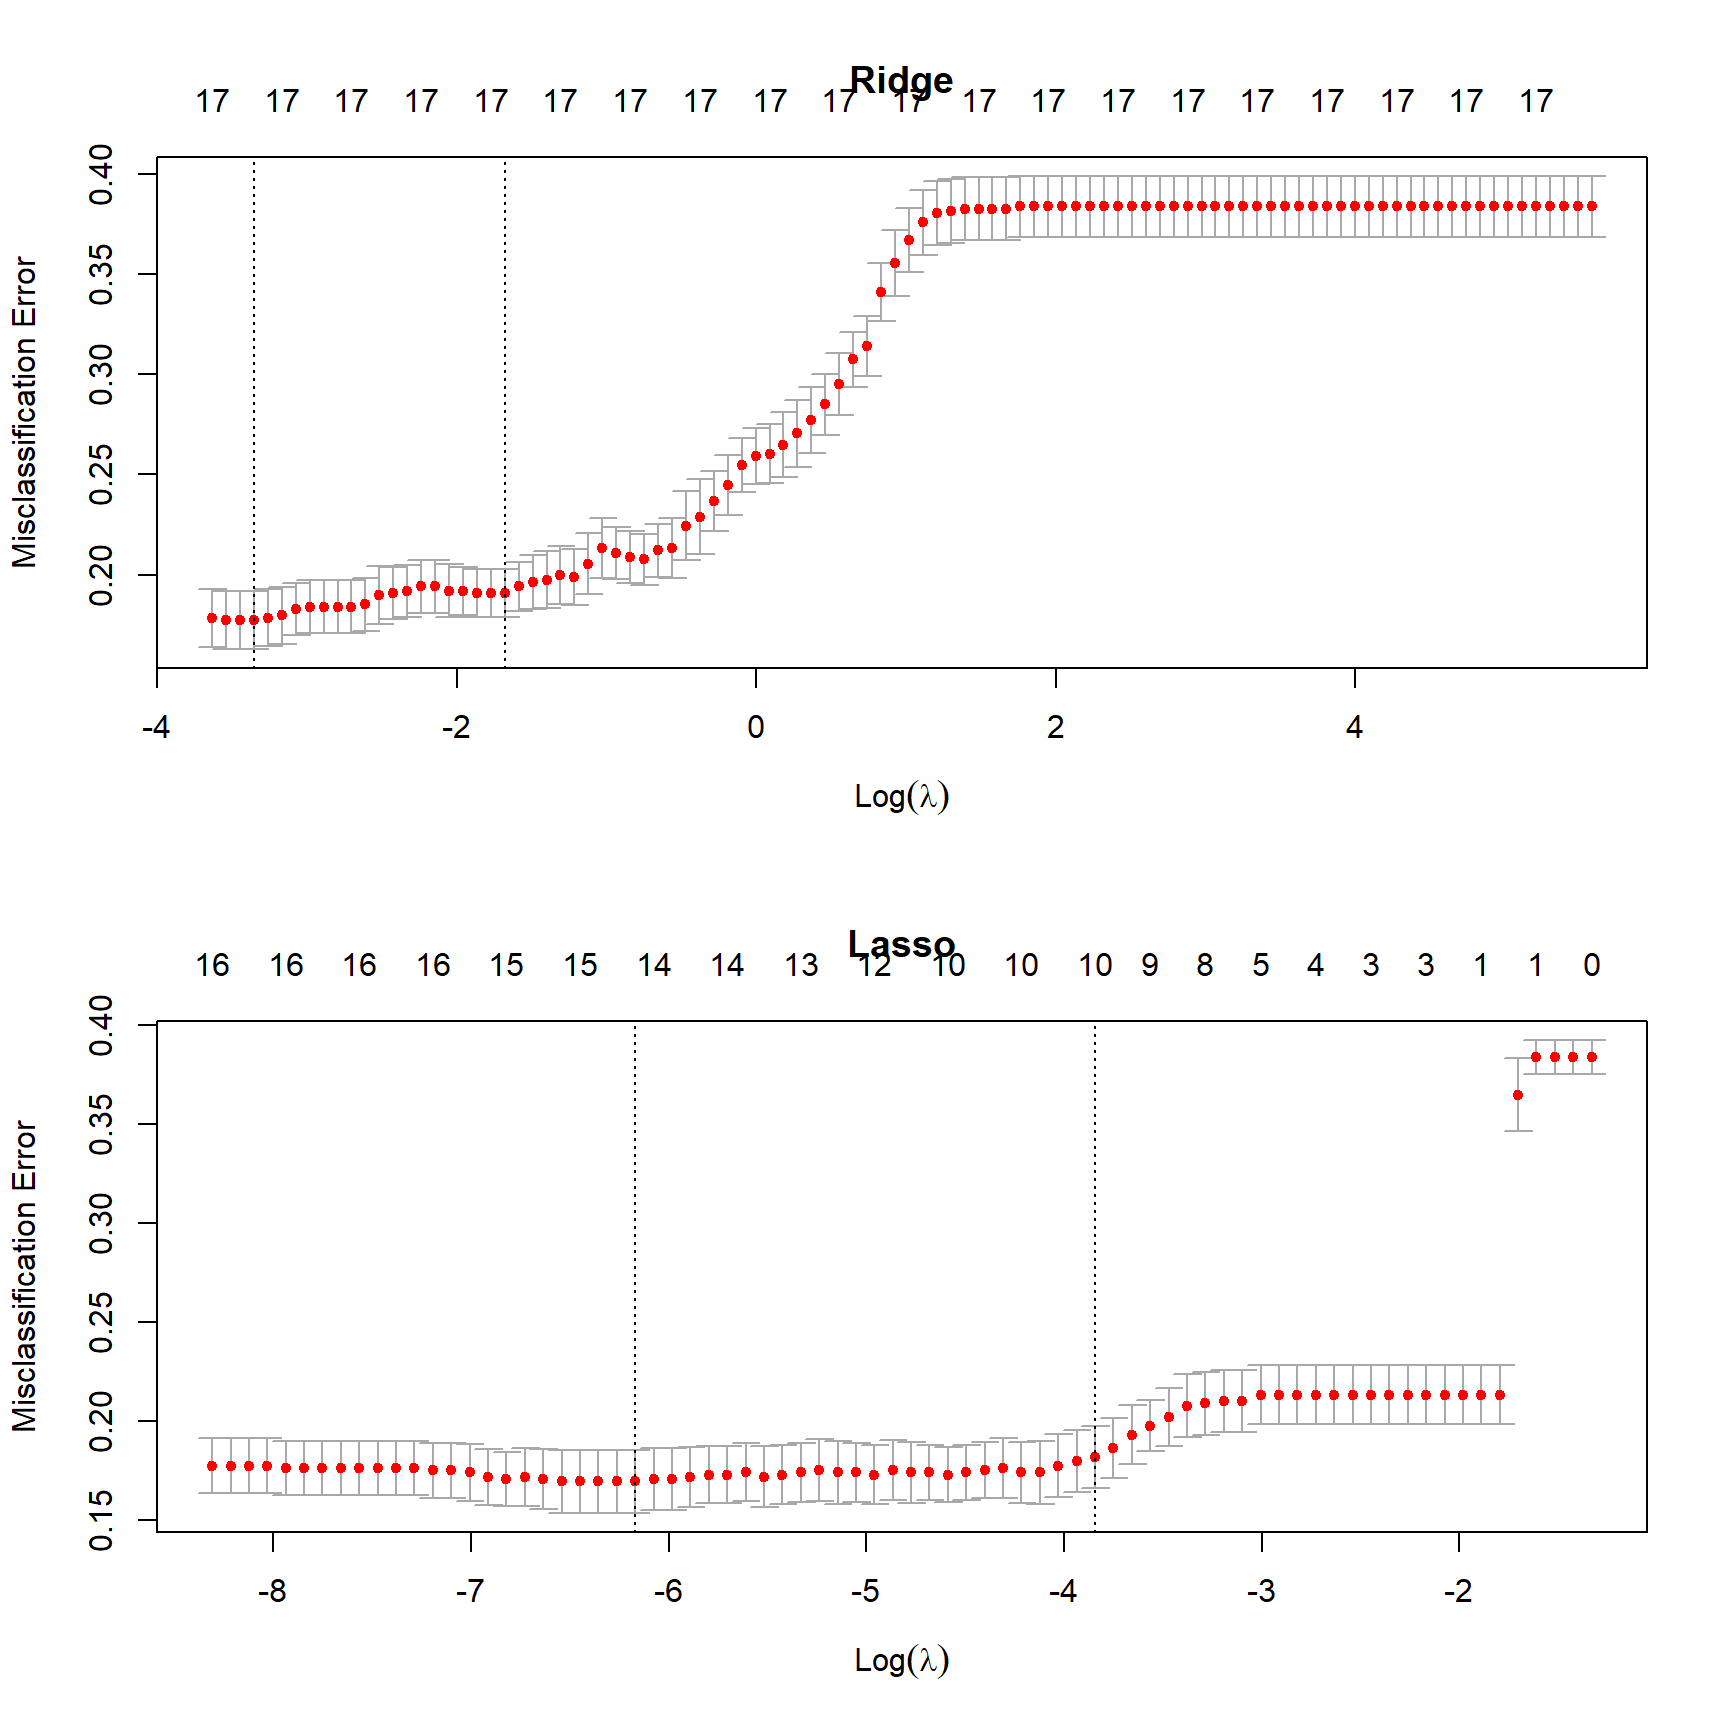 Ridge
17 17 17 17 17 17 17 17 17 17 17 17 17 17 17 17 17 17 17 17
0.40
0.35
0.30
0.25
0.20
Misclassification Error
-4 -2 0 2 4
Log(λ)
Lasso
16 16 16 16 15 15 14 14 13 12 10 10 10 9 8 5 4 3 3 1 1 0
0.40
0.35
0.30
0.25
0.20
0.15
Misclassification Error
-8 -7 -6 -5 -4 -3 -2
Log(λ)